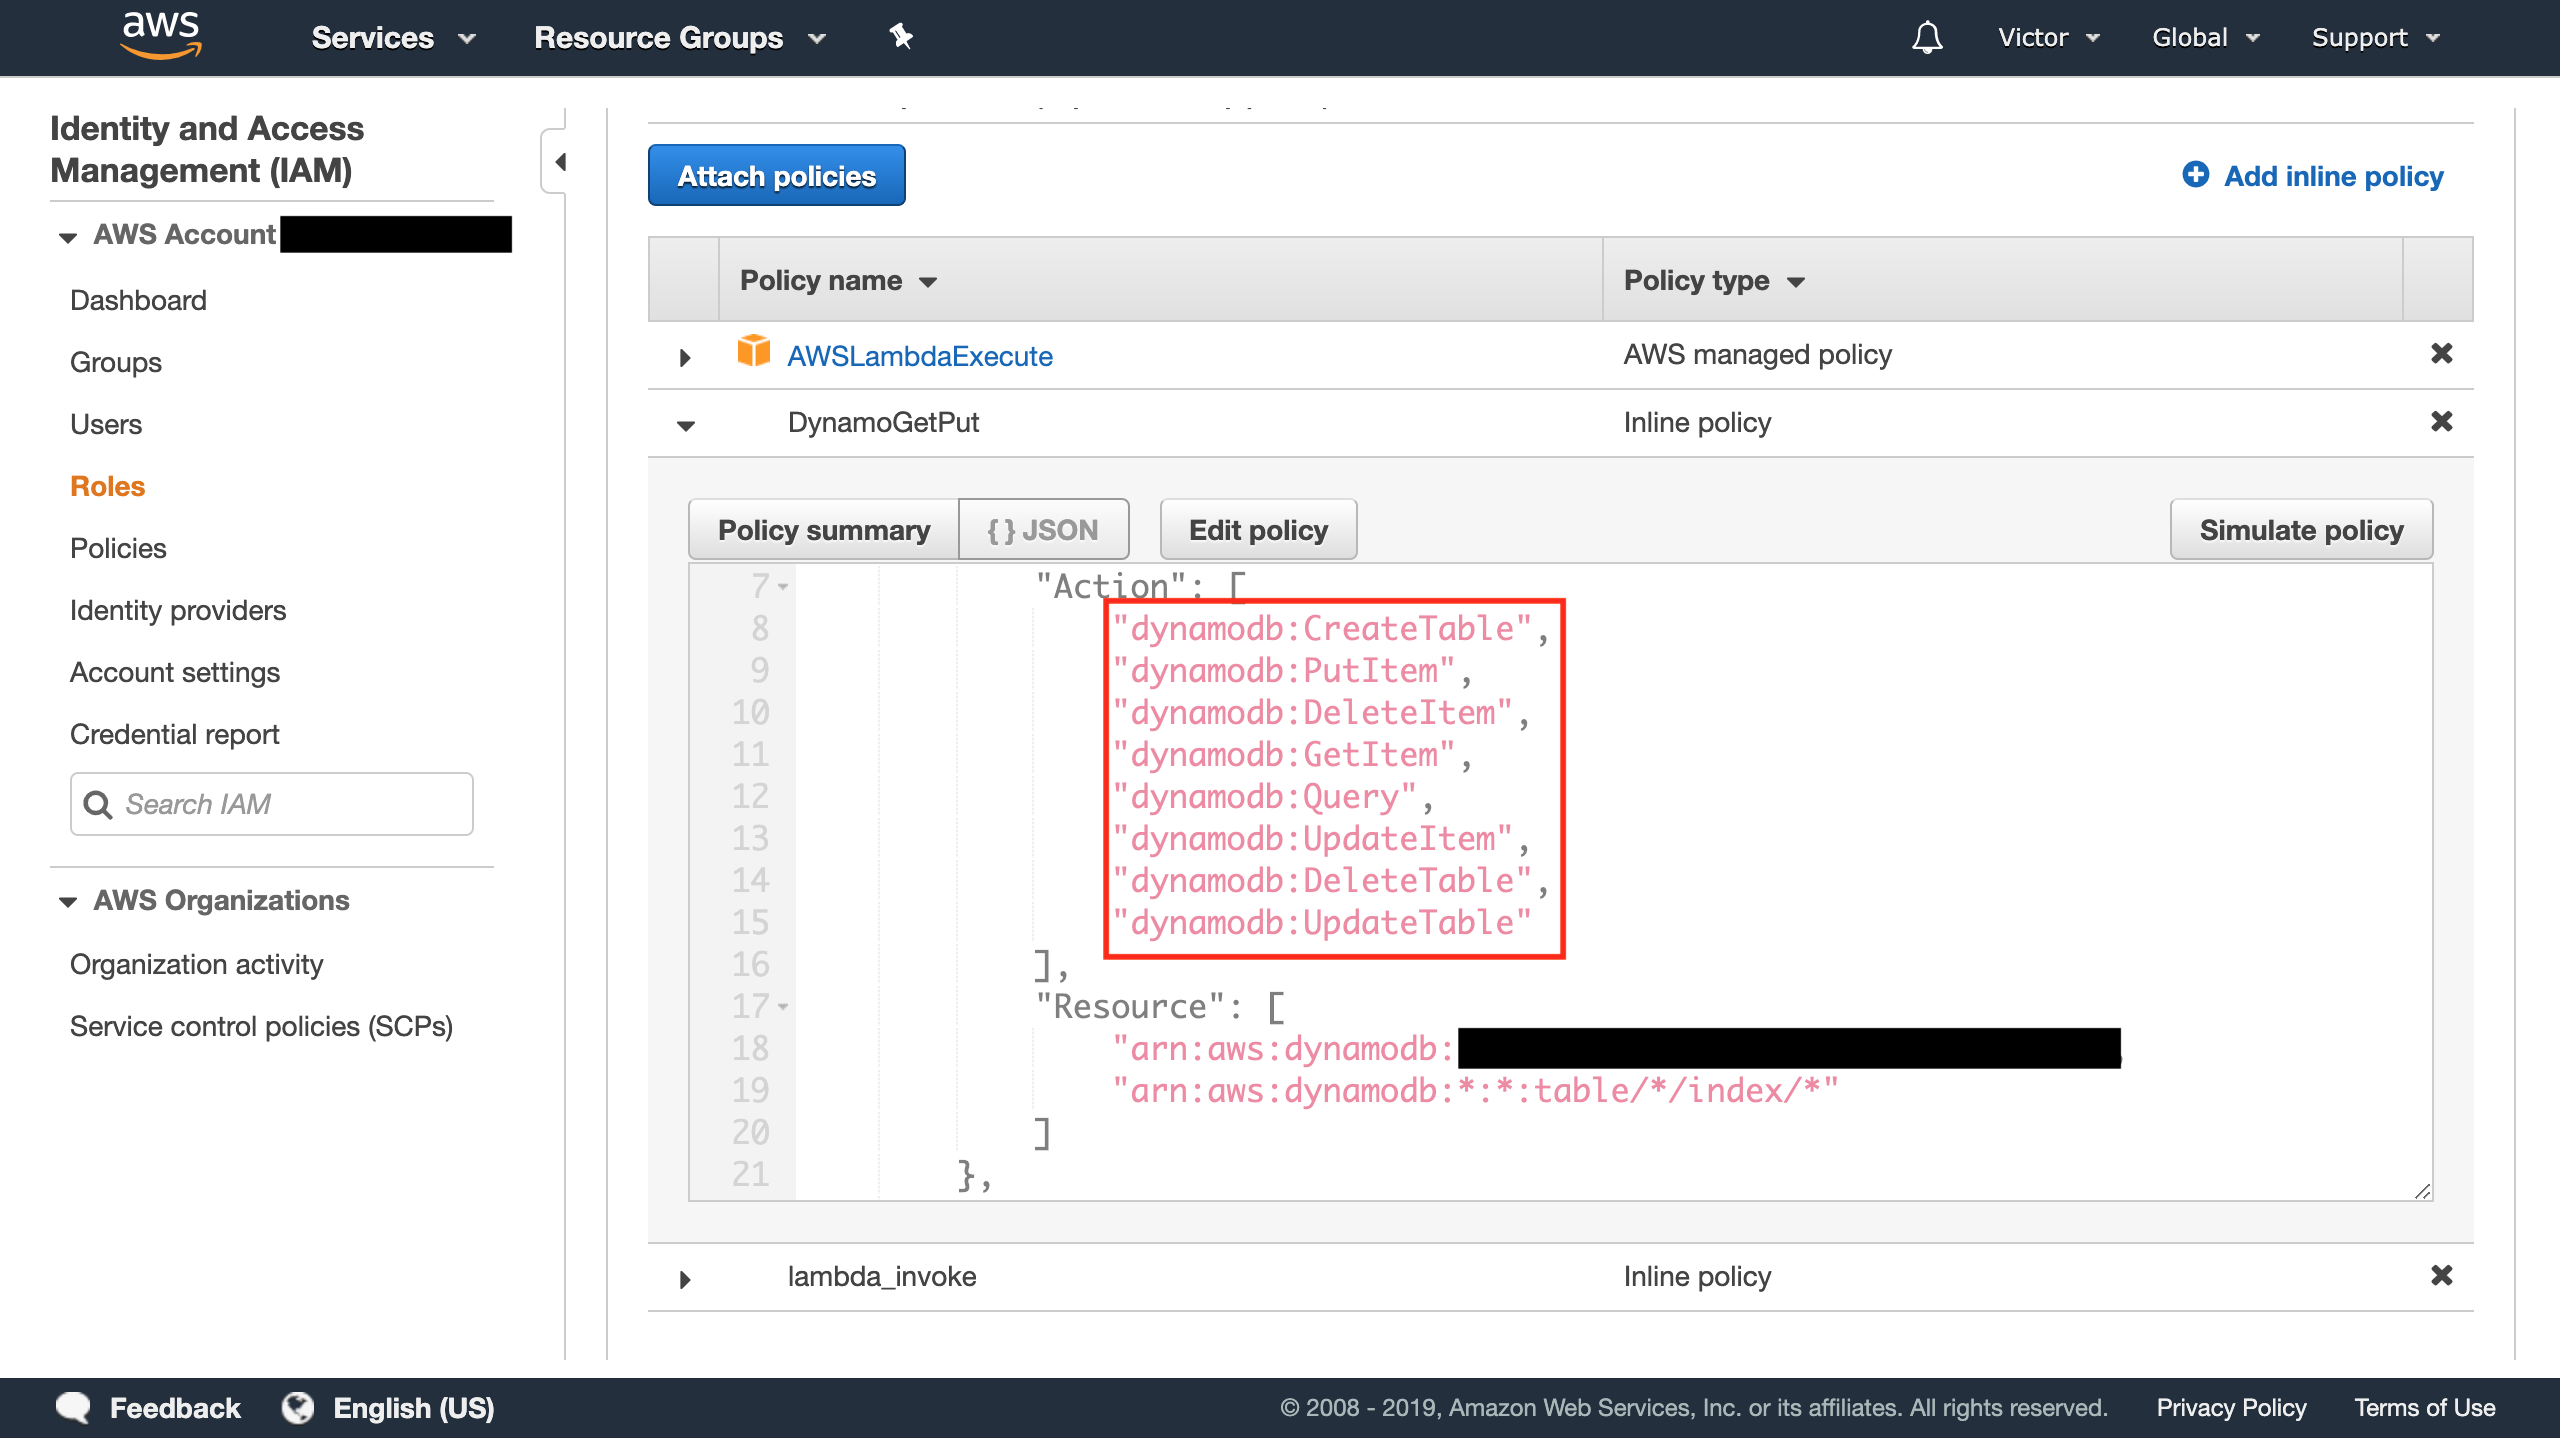 aws
Services
Resource Groups
Victor
Global
Support
Identity and Access
Management (IAM)
AWS Account
Dashboard
Groups
Users
Roles
Policies
Identity providers
Account settings
Credential report
Search IAM
AWS Organizations
Organization activity
Service control policies (SCPs)
Attach policies
Add inline policy
Policy name
Policy type
AWSLambdaExecute
AWS managed policy
DynamoGetPut
Inline policy
Policy summary
{ } JSON
Edit policy
Simulate policy
7 "Action": [
8 "dynamodb:CreateTable",
9 "dynamodb:PutItem",
10 "dynamodb:DeleteItem",
11 "dynamodb:GetItem",
12 "dynamodb:Query",
13 "dynamodb:UpdateItem",
14 "dynamodb:DeleteTable",
15 "dynamodb:UpdateTable"
16 ],
17 "Resource": [
18 "arn:aws:dynamodb:
19 "arn:aws:dynamodb:*:*:table/*/index/*"
20 ]
21 },
lambda_invoke
Inline policy
Feedback
English (US)
© 2008 - 2019, Amazon Web Services, Inc. or its affiliates. All rights reserved.
Privacy Policy
Terms of Use